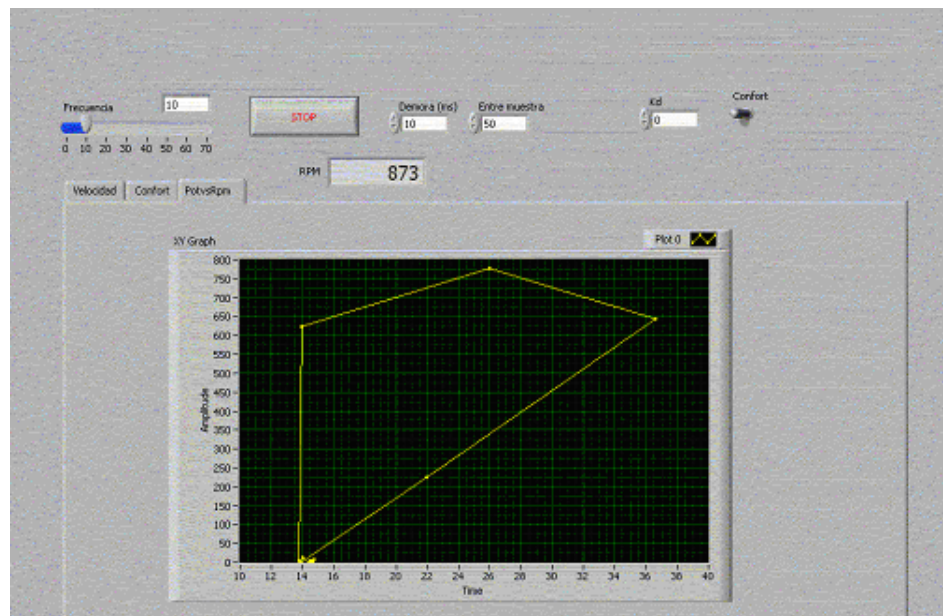 Frecuencia
10
0 10 20 30 40 50 60 70
STOP
Demora (ms)
10
Entre muestra
50
Kd
0
Confort
RPM
873
Velocidad
Confort
PotvsRpm
XY Graph
Plot 0
800
750
700
650
600
550
500
450
400
350
300
250
200
150
100
50
0
Amplitude
10 12 14 16 18 20 22 24 26 28 30 32 34 36 38 40
Time